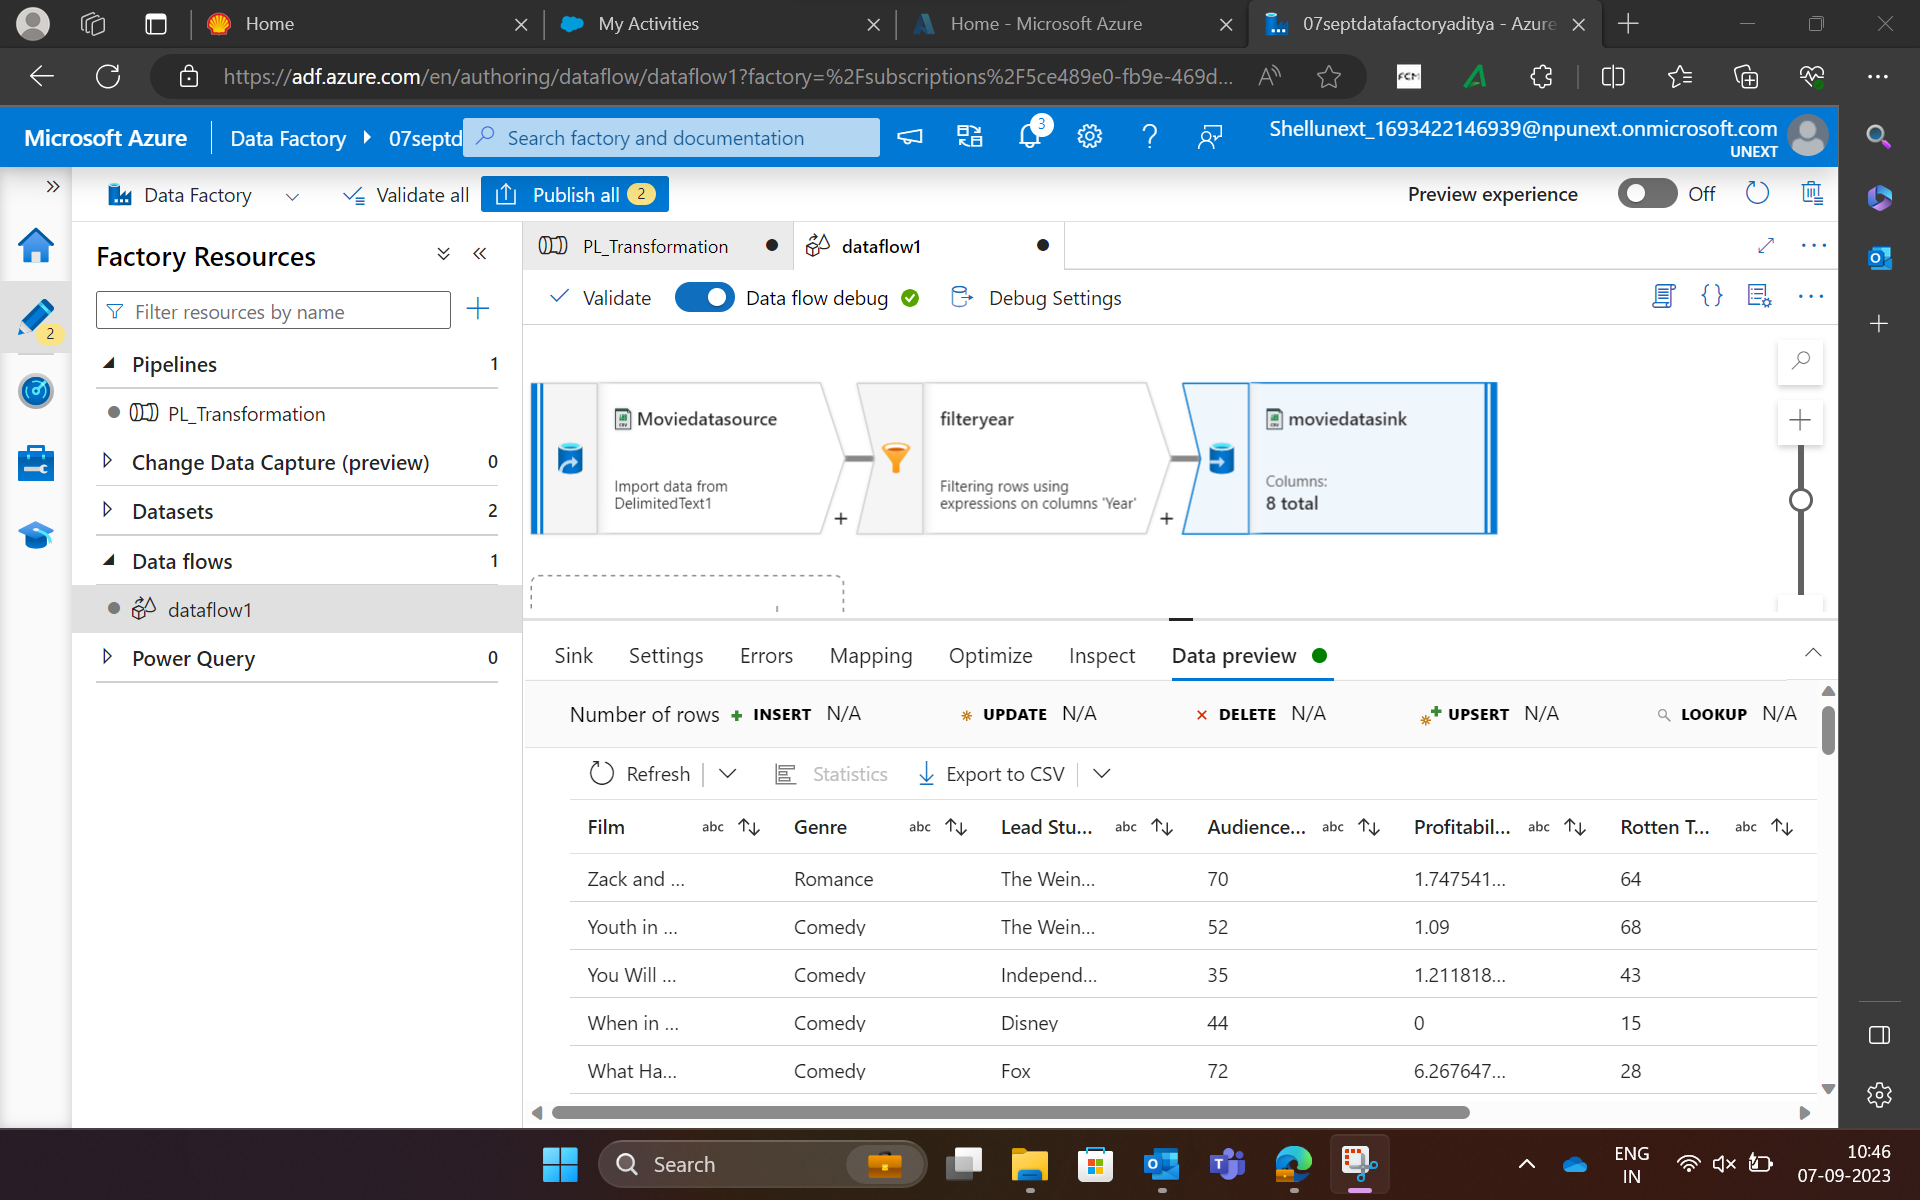 Home
My Activities
Home - Microsoft Azure
07septdatafactoryaditya - Azure
https://adf.azure.com/en/authoring/dataflow/dataflow1?factory=%2Fsubscriptions%2F5ce489e0-fb9e-469d...
FCM
Microsoft Azure
Data Factory
07septd
Search factory and documentation
3
Shellunext_1693422146939@npunext.onmicrosoft.com
UNEXT
Data Factory
Validate all
Publish all 2
Preview experience
Off
Factory Resources
PL_Transformation
dataflow1
Validate
Data flow debug
Debug Settings
Filter resources by name
2
Pipelines 1
PL_Transformation
Change Data Capture (preview) 0
Datasets 2
Data flows 1
dataflow1
Power Query 0
Moviedatasource
Import data from
DelimitedText1
+
filteryear
Filtering rows using
expressions on columns 'Year'
+
moviedatasink
Columns:
8 total
Sink Settings Errors Mapping Optimize Inspect Data preview
Number of rows + INSERT N/A UPDATE N/A DELETE N/A UPSERT N/A LOOKUP N/A
Refresh Statistics Export to CSV
Film abc Genre abc Lead Stu... abc Audience... abc Profitabil... abc Rotten T... abc
Zack and ... Romance The Wein... 70 1.747541... 64
Youth in ... Comedy The Wein... 52 1.09 68
You Will ... Comedy Independ... 35 1.211818... 43
When in ... Comedy Disney 44 0 15
What Ha... Comedy Fox 72 6.267647... 28
Search
ENG
IN
10:46
07-09-2023